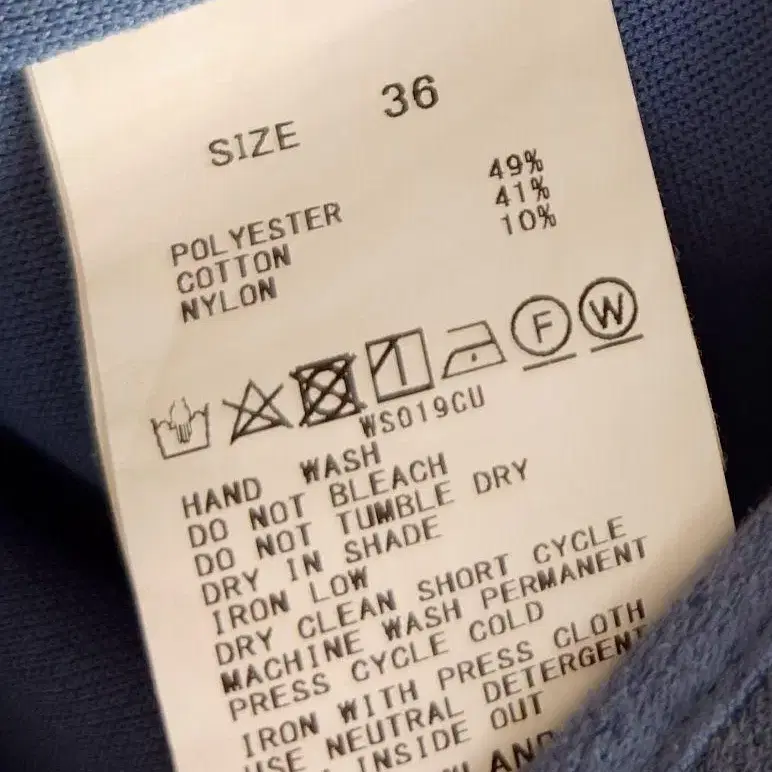 SIZE 36
POLYESTER 49%
COTTON 41%
NYLON 10%
F W
WS019CU
HAND WASH
DO NOT BLEACH
DO NOT TUMBLE DRY
DRY IN SHADE
IRON LOW
DRY CLEAN SHORT CYCLE
MACHINE WASH PERMANENT
PRESS CYCLE COLD
IRON WITH PRESS CLOTH
USE NEUTRAL DETERGENT
INSIDE OUT
AND